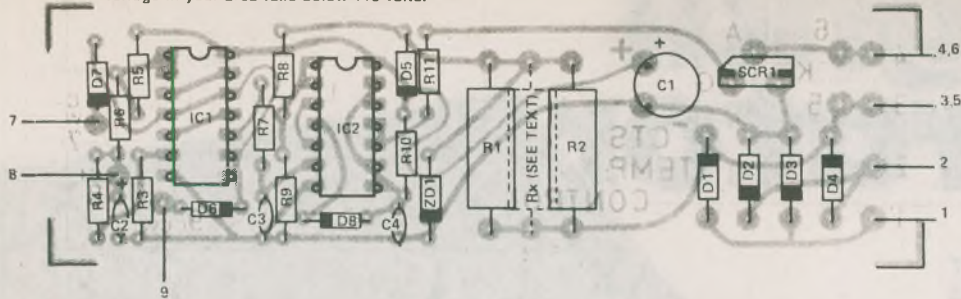 D7
R5
R6
IC1
R8
R7
IC2
D5
R11
R10
R1
Rx (SEE TEXT)
R2
+
+
C1
A
K
SCR1
6
5
4,6
3,5
2
1
7
8
9
R4
C2
+
R3
D6
C3
R9
D8
C4
ZD1
CTS
TEMP
CONT
D1
D2
D3
D4